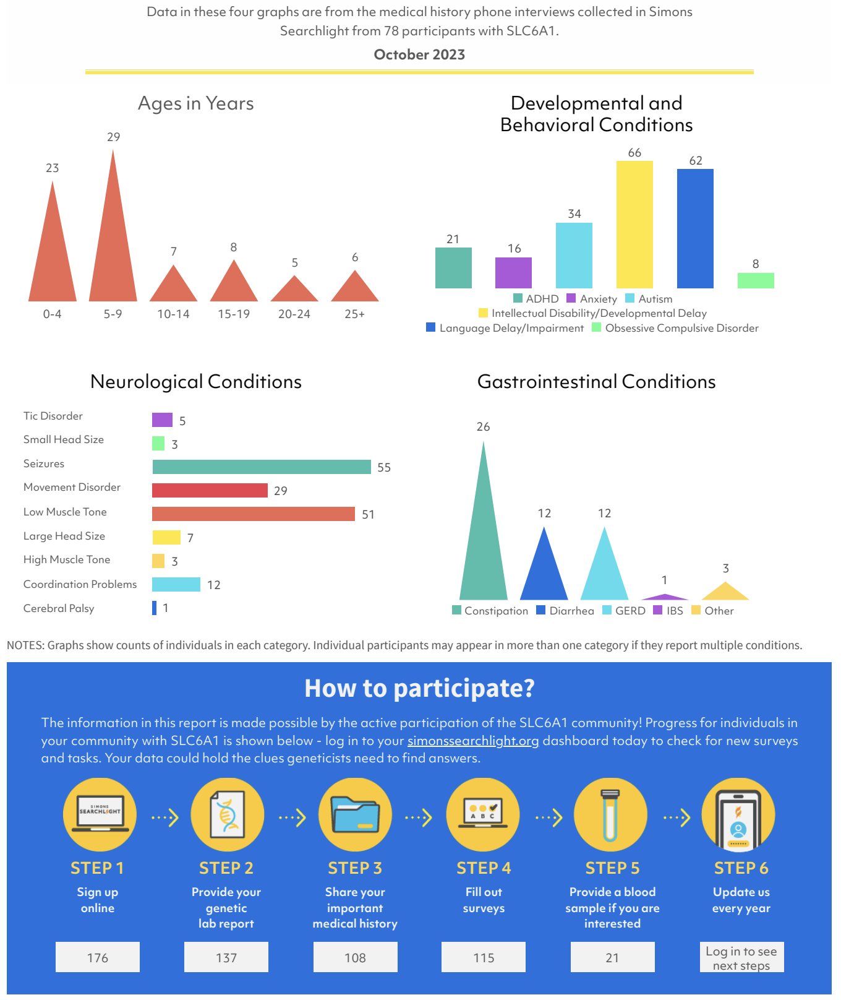 Data in these four graphs are from the medical history phone interviews collected in Simons
Searchlight from 78 participants with SLC6A1.
October 2023
Ages in Years
29
23
7
8
5
6
0-4
5-9
10-14
15-19
20-24
25+
Developmental and
Behavioral Conditions
21
16
34
66
62
8
ADHD
Anxiety
Autism
Intellectual Disability/Developmental Delay
Language Delay/Impairment
Obsessive Compulsive Disorder
Neurological Conditions
Tic Disorder 5
Small Head Size 3
Seizures 55
Movement Disorder 29
Low Muscle Tone 51
Large Head Size 7
High Muscle Tone 3
Coordination Problems 12
Cerebral Palsy 1
Gastrointestinal Conditions
26
12
12
1
3
Constipation
Diarrhea
GERD
IBS
Other
NOTES: Graphs show counts of individuals in each category. Individual participants may appear in more than one category if they report multiple conditions.
How to participate?
The information in this report is made possible by the active participation of the SLC6A1 community! Progress for individuals in
your community with SLC6A1 is shown below - log in to your simonssearchlight.org dashboard today to check for new surveys
and tasks. Your data could hold the clues geneticists need to find answers.
SIMONS
SEARCHLIGHT
A B C
STEP 1
Sign up
online
176
STEP 2
Provide your
genetic
lab report
137
STEP 3
Share your
important
medical history
108
STEP 4
Fill out
surveys
115
STEP 5
Provide a blood
sample if you are
interested
21
STEP 6
Update us
every year
Log in to see
next steps